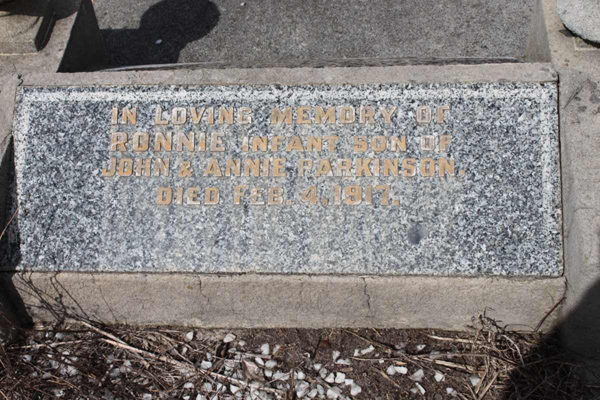 IN LOVING MEMORY OF
RONNIE INFANT SON OF
JOHN & ANNIE PARKINSON,
DIED FEB. 4, 1917.